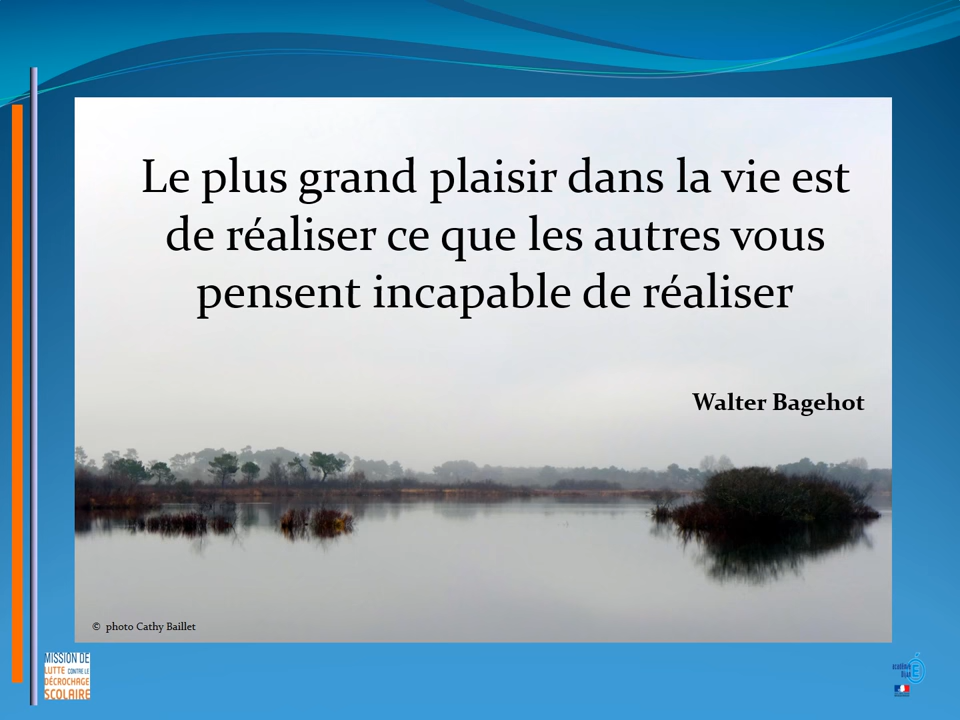 Le plus grand plaisir dans la vie est
de réaliser ce que les autres vous
pensent incapable de réaliser
Walter Bagehot
© photo Cathy Baillet
MISSION DE
LUTTE CONTRE LE
DÉCROCHAGE
SCOLAIRE